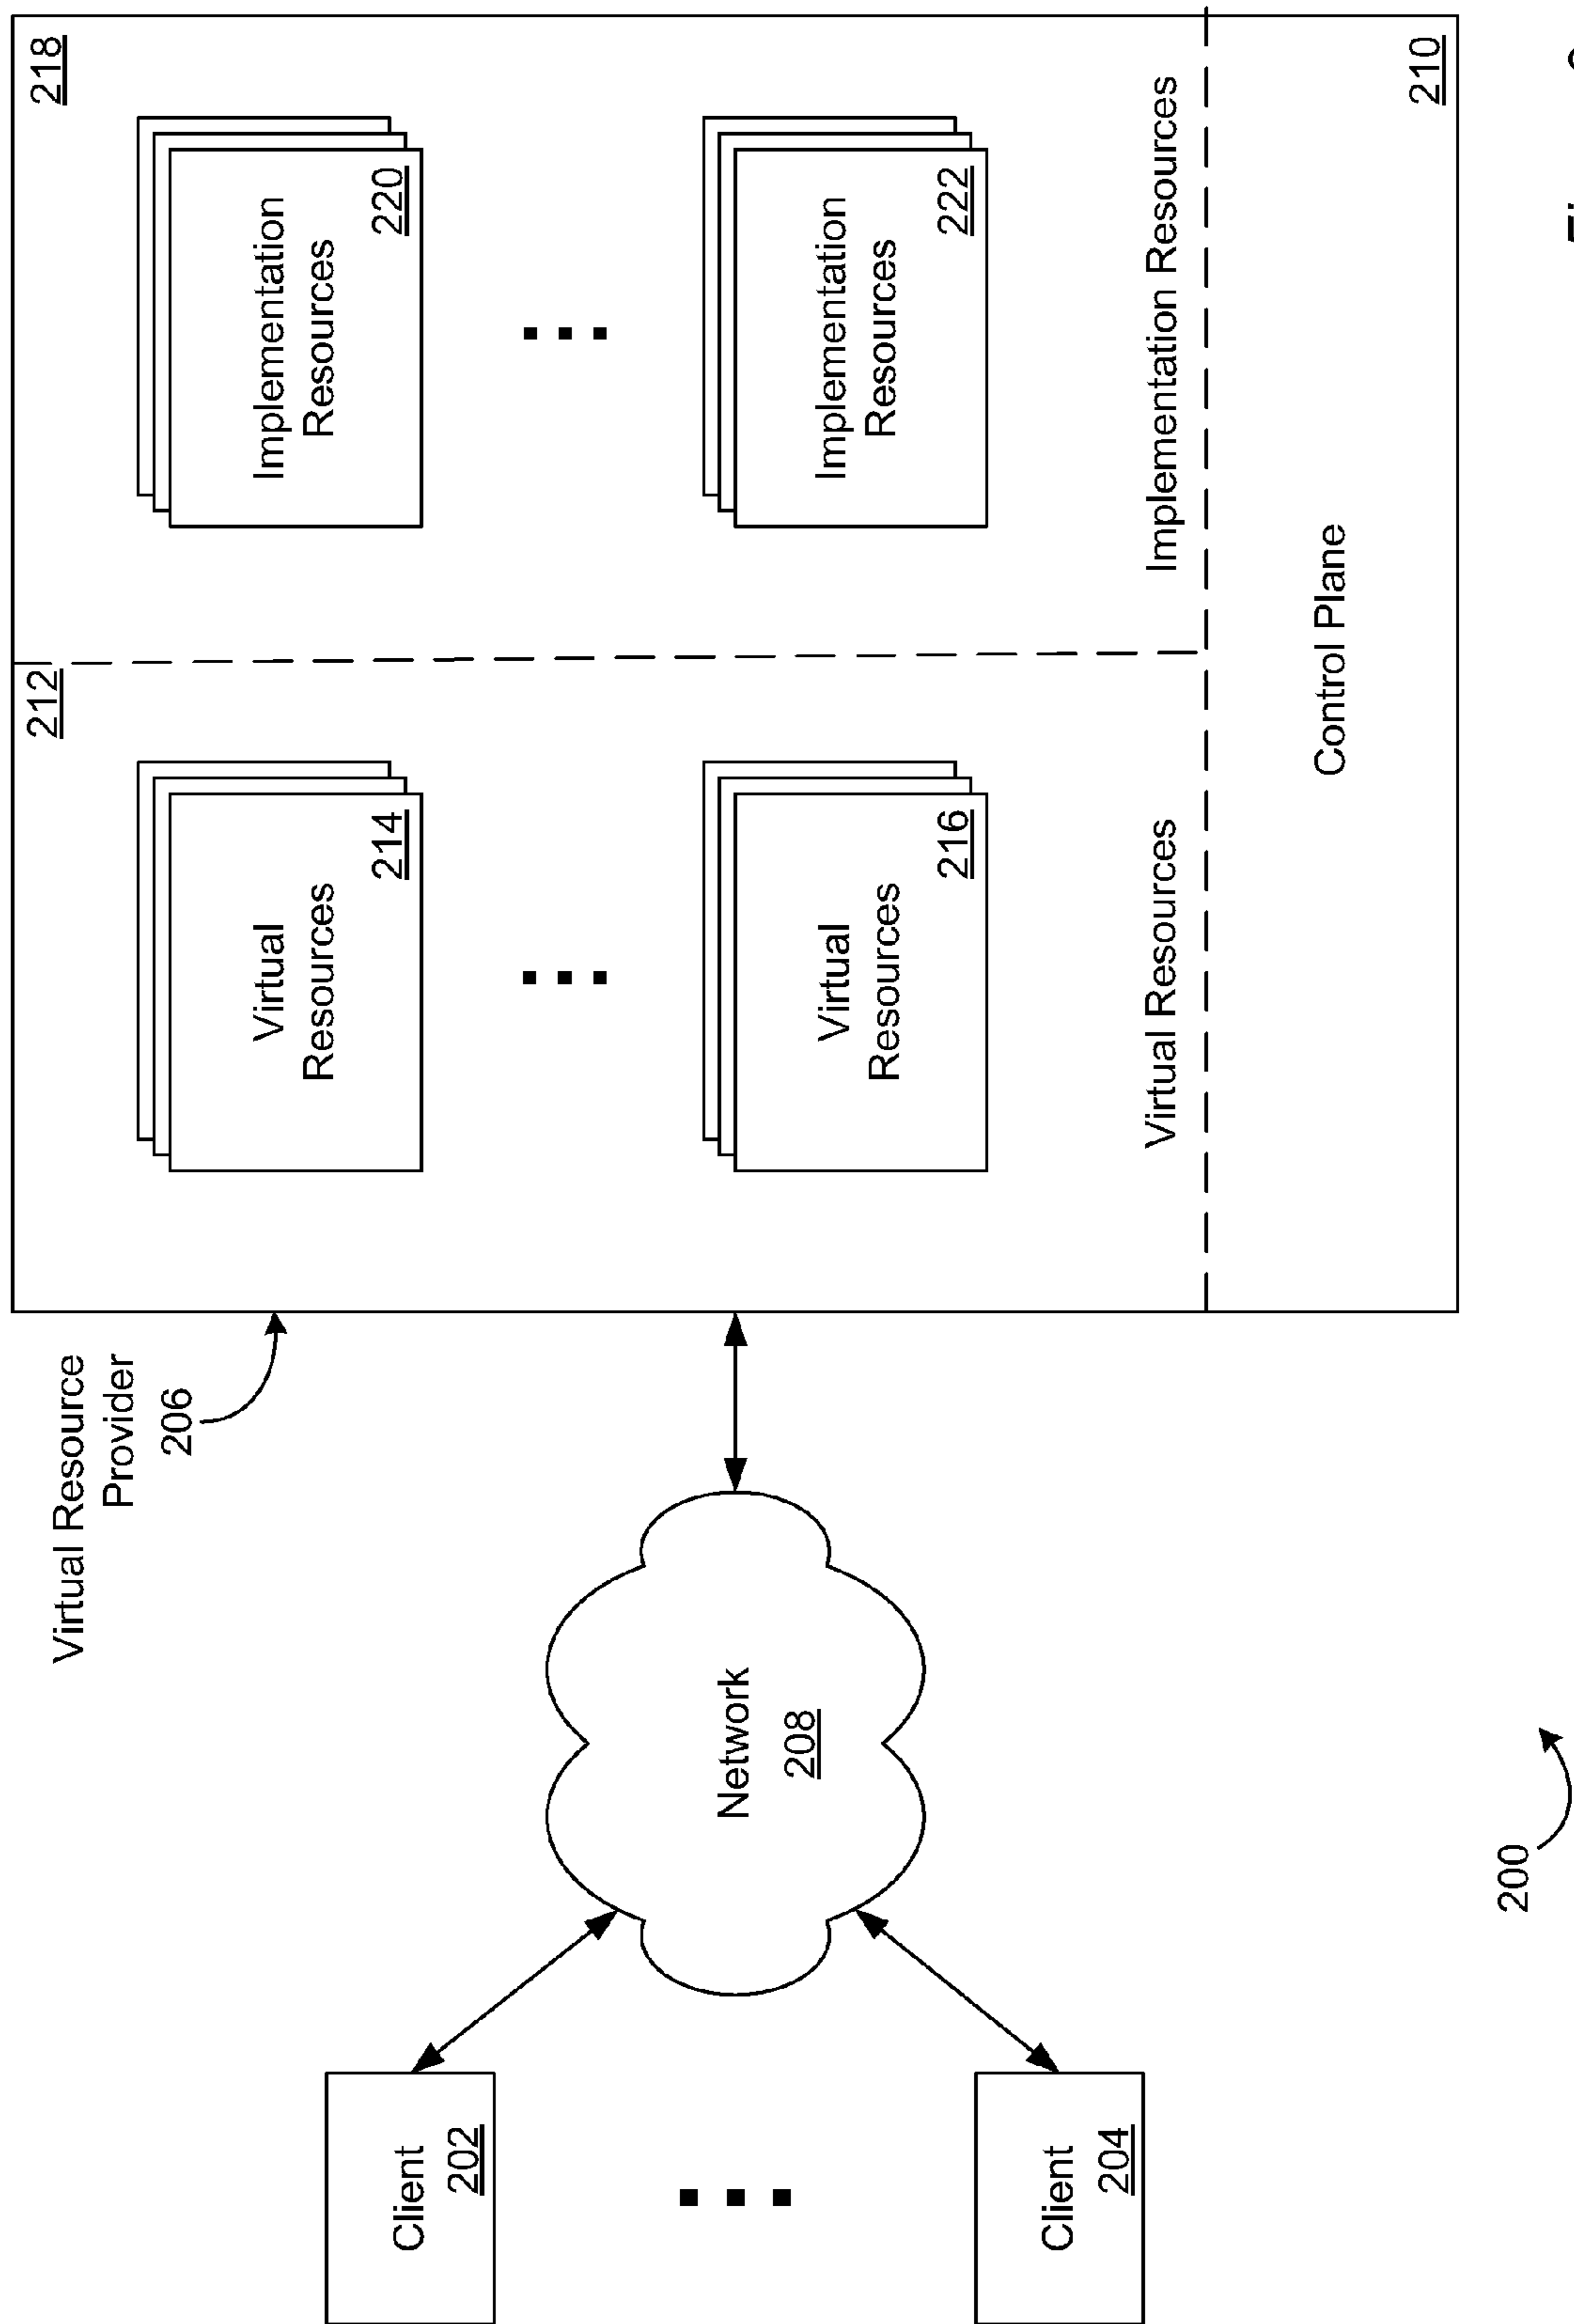 Virtual Resource
Provider
206
212
218
Virtual
Resources
214
Implementation
Resources
220
Client
202
Network
208
Virtual
Resources
216
Implementation
Resources
222
Client
204
Virtual Resources
Implementation Resources
Control Plane
210
200